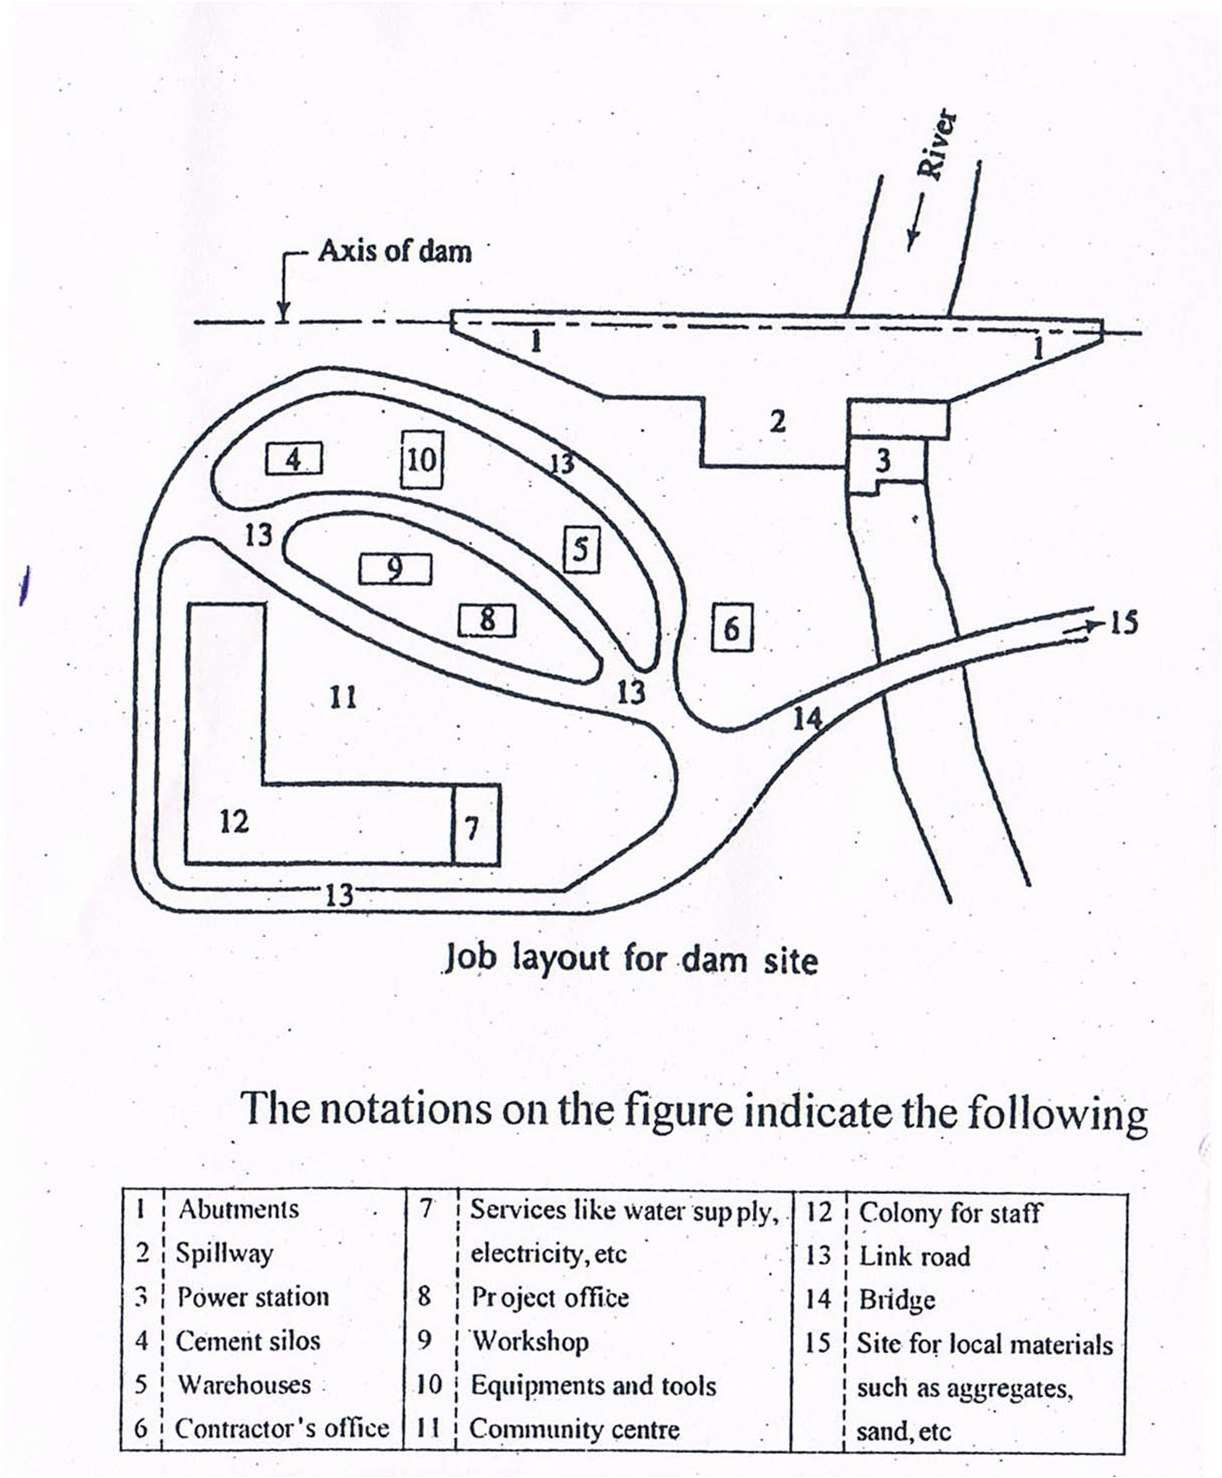 River
Axis of dam
1
1
2
4
10
13
3
13
5
9
8
6
15
11
13
14
12
7
13
Job layout for dam site
The notations on the figure indicate the following
1 Abutments
2 Spillway
3 Power station
4 Cement silos
5 Warehouses
6 Contractor's office
7 Services like water supply,
electricity, etc
8 Project office
9 Workshop
10 Equipments and tools
11 Community centre
12 Colony for staff
13 Link road
14 Bridge
15 Site for local materials
such as aggregates,
sand, etc